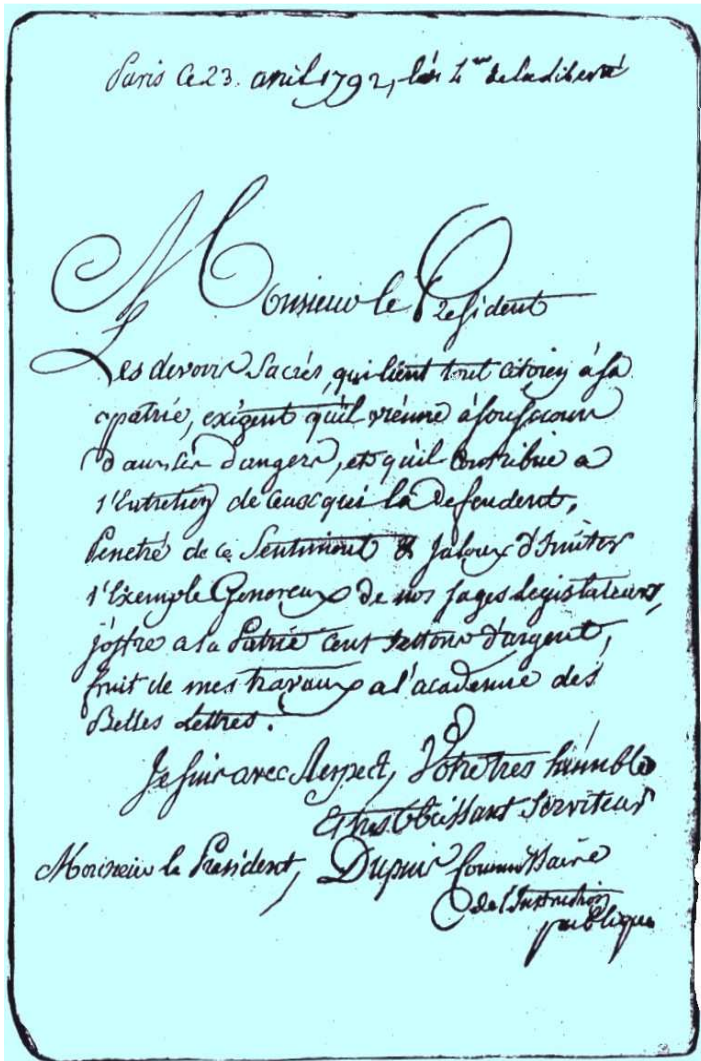 Paris ce 23. avril 1792, l'an 4.me de la Liberté
Monsieur le President
Les devoirs Sacrés, qui lient tout citoien à sa
patrie, exigent qu'il vienne à son secours
dans ses dangers, et qu'il contribue a
l'Entretien de ceux qui la defendent,
Penetré de ce Sentiment & Jaloux d'Imiter
l'Exemple Genereux de nos sages Legislateurs,
j'offre a la Patrie cent Jettons d'argent,
fruit de mes travaux a l'academie des
Belles Lettres.
Je suis avec Respect, Votre tres humble
Et tres Obeissant Serviteur
Monsieur le President, Dupuis Commissaire
de l'Instruction
publique